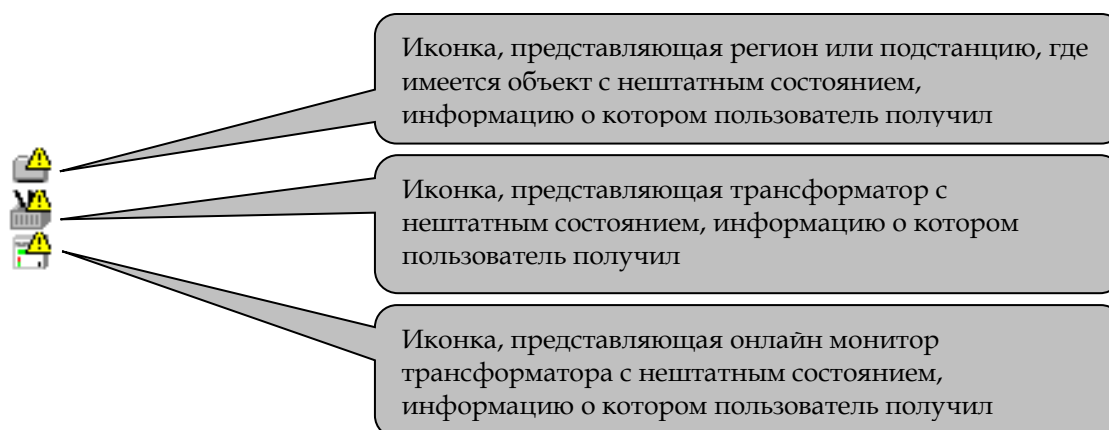 Иконка, представляющая регион или подстанцию, где
имеется объект с нештатным состоянием,
информацию о котором пользователь получил
Иконка, представляющая трансформатор с
нештатным состоянием, информацию о котором
пользователь получил
Иконка, представляющая онлайн монитор
трансформатора с нештатным состоянием,
информацию о котором пользователь получил